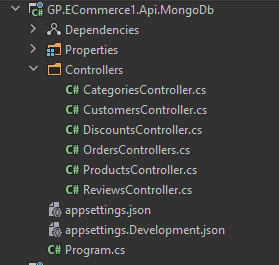 GP.ECommerce1.Api.MongoDb
Dependencies
Properties
Controllers
C# CategoriesController.cs
C# CustomersController.cs
C# DiscountsController.cs
C# OrdersControllers.cs
C# ProductsController.cs
C# ReviewsController.cs
appsettings.json
appsettings.Development.json
C# Program.cs